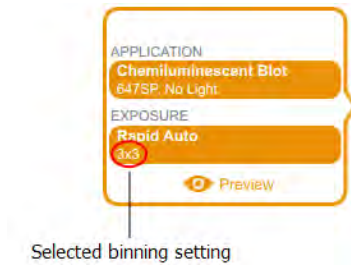 APPLICATION
Chemiluminescent Blot
647SP, No Light
EXPOSURE
Rapid Auto
3x3
Preview
Selected binning setting